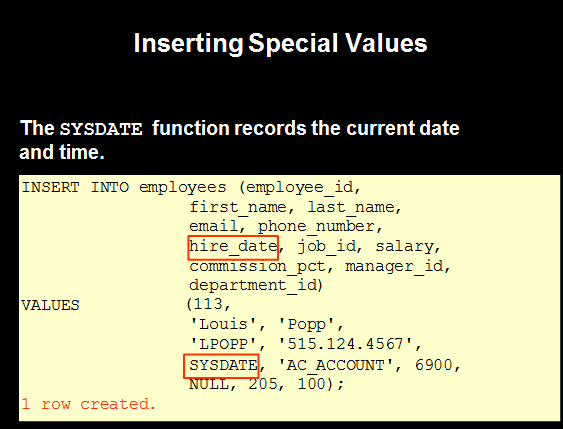 Inserting Special Values
The SYSDATE function records the current date
and time.
INSERT INTO employees (employee_id,
first_name, last_name,
email, phone_number,
hire_date, job_id, salary,
commission_pct, manager_id,
department_id)
VALUES (113,
'Louis', 'Popp',
'LPOPP', '515.124.4567',
SYSDATE, 'AC_ACCOUNT', 6900,
NULL, 205, 100);
1 row created.